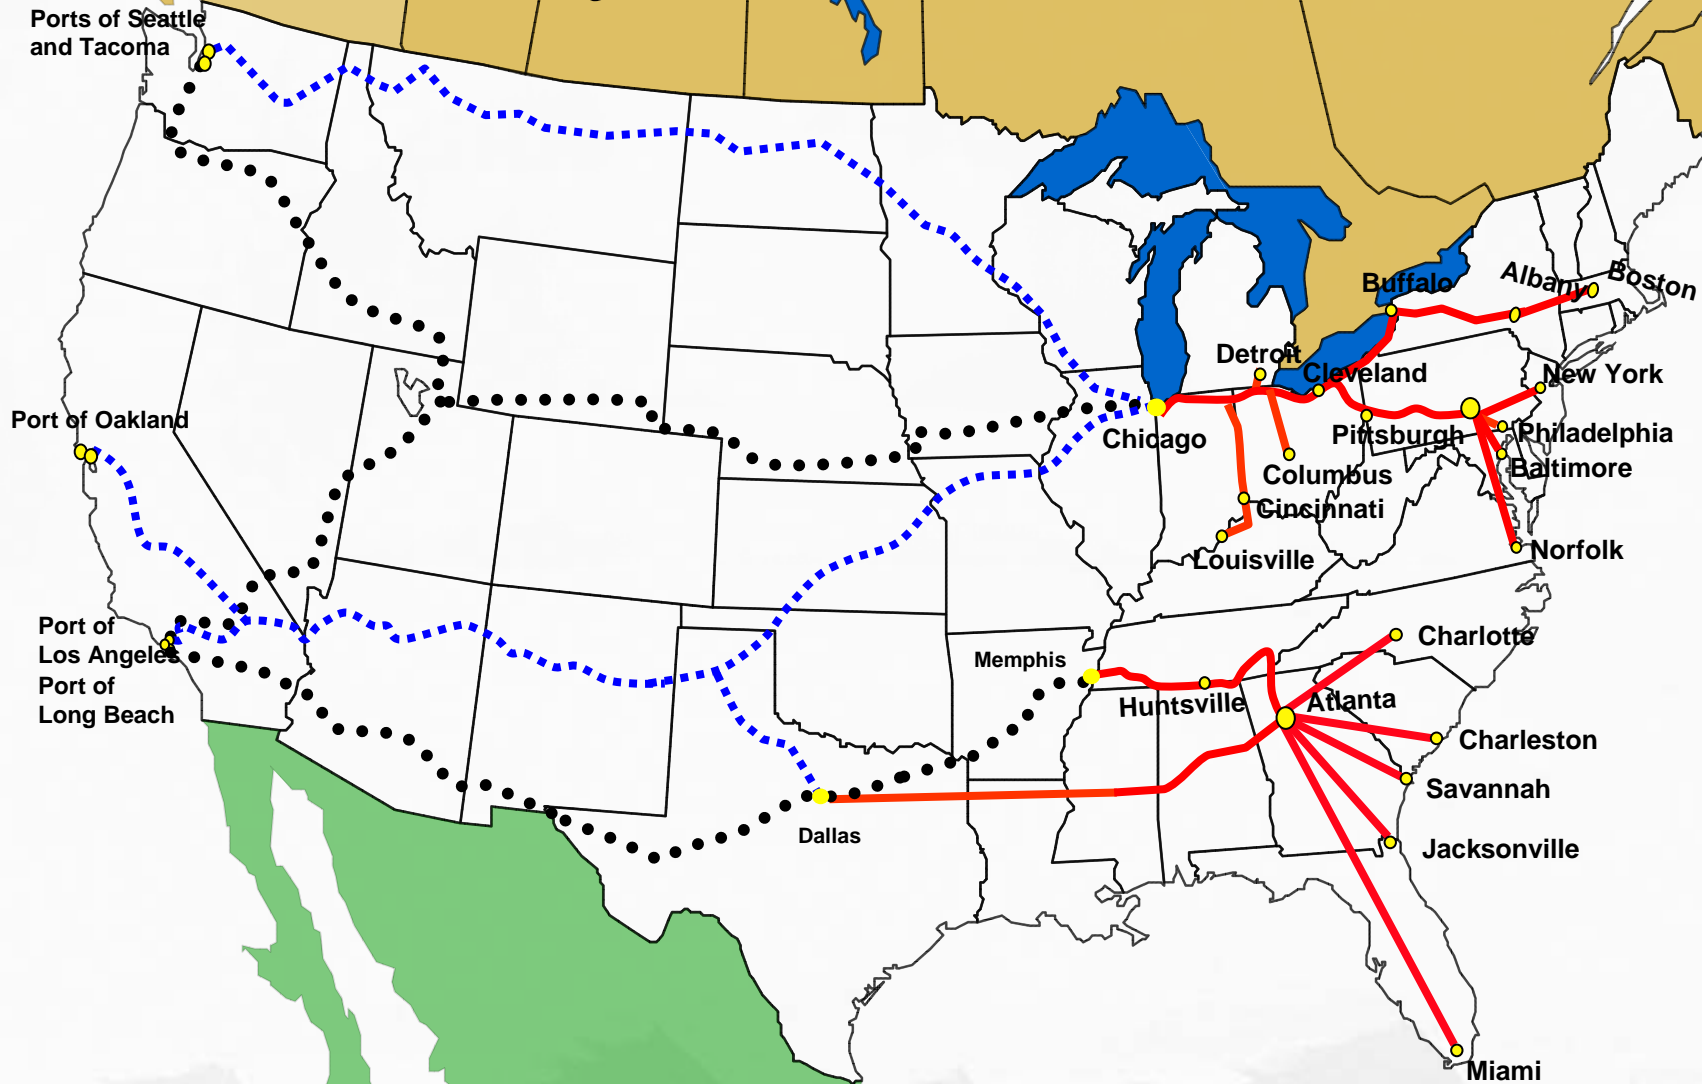 Ports of Seattle
and Tacoma
Buffalo
Albany
Boston
Detroit
Cleveland
New York
Port of Oakland
Chicago
Pittsburgh
Philadelphia
Baltimore
Columbus
Cincinnati
Louisville
Norfolk
Port of
Los Angeles
Port of
Long Beach
Memphis
Charlotte
Huntsville
Atlanta
Charleston
Savannah
Dallas
Jacksonville
Miami